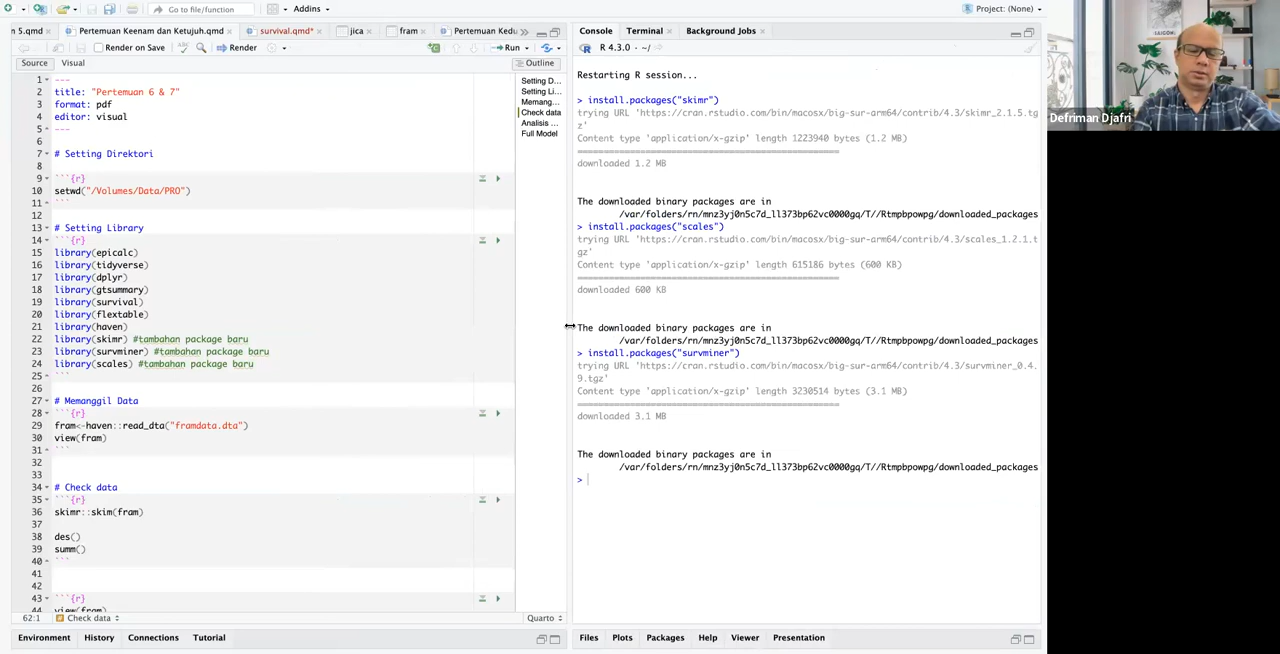 Go to file/function
Addins
Project: (None)
n 5.qmd
Pertemuan Keenam dan Ketujuh.qmd
survival.qmd*
jica
fram
Pertemuan Kedu
Render on Save
Render
Run
Source
Visual
Outline
1 ---
2 title: "Pertemuan 6 & 7"
3 format: pdf
4 editor: visual
5 ---
6
7 # Setting Direktori
8
9 ```{r}
10 setwd("/Volumes/Data/PRO")
11 ```
12
13 # Setting Library
14 ```{r}
15 library(epicalc)
16 library(tidyverse)
17 library(dplyr)
18 library(gtsummary)
19 library(survival)
20 library(flextable)
21 library(haven)
22 library(skimr) #tambahan package baru
23 library(survminer) #tambahan package baru
24 library(scales) #tambahan package baru
25 ```
26
27 # Memanggil Data
28 ```{r}
29 fram<-haven::read_dta("framdata.dta")
30 view(fram)
31 ```
32
33
34 # Check data
35 ```{r}
36 skimr::skim(fram)
37
38 des()
39 summ()
40 ```
41
42
43 ```{r}
44 view(fram)
Setting D...
Setting Li...
Memang...
Check data
Analisis ...
Full Model
62:1
Check data
Quarto
Environment
History
Connections
Tutorial
Console
Terminal
Background Jobs
R 4.3.0 · ~/
Restarting R session...
> install.packages("skimr")
trying URL 'https://cran.rstudio.com/bin/macosx/big-sur-arm64/contrib/4.3/skimr_2.1.5.tg
z'
Content type 'application/x-gzip' length 1223940 bytes (1.2 MB)
==================================================
downloaded 1.2 MB
The downloaded binary packages are in
/var/folders/rn/mnz3yj0n5c7d_ll373bp62vc0000gq/T//Rtmpbpowpg/downloaded_packages
> install.packages("scales")
trying URL 'https://cran.rstudio.com/bin/macosx/big-sur-arm64/contrib/4.3/scales_1.2.1.t
gz'
Content type 'application/x-gzip' length 615186 bytes (600 KB)
==================================================
downloaded 600 KB
The downloaded binary packages are in
/var/folders/rn/mnz3yj0n5c7d_ll373bp62vc0000gq/T//Rtmpbpowpg/downloaded_packages
> install.packages("survminer")
trying URL 'https://cran.rstudio.com/bin/macosx/big-sur-arm64/contrib/4.3/survminer_0.4.
9.tgz'
Content type 'application/x-gzip' length 3230514 bytes (3.1 MB)
==================================================
downloaded 3.1 MB
The downloaded binary packages are in
/var/folders/rn/mnz3yj0n5c7d_ll373bp62vc0000gq/T//Rtmpbpowpg/downloaded_packages
>
Files
Plots
Packages
Help
Viewer
Presentation
Defriman Djafri